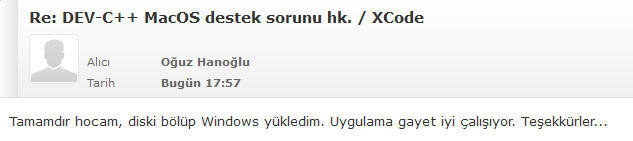 Re: DEV-C++ MacOS destek sorunu hk. / XCode
Alıcı Oğuz Hanoğlu
Tarih Bugün 17:57
Tamamdır hocam, diski bölüp Windows yükledim. Uygulama gayet iyi çalışıyor. Teşekkürler...